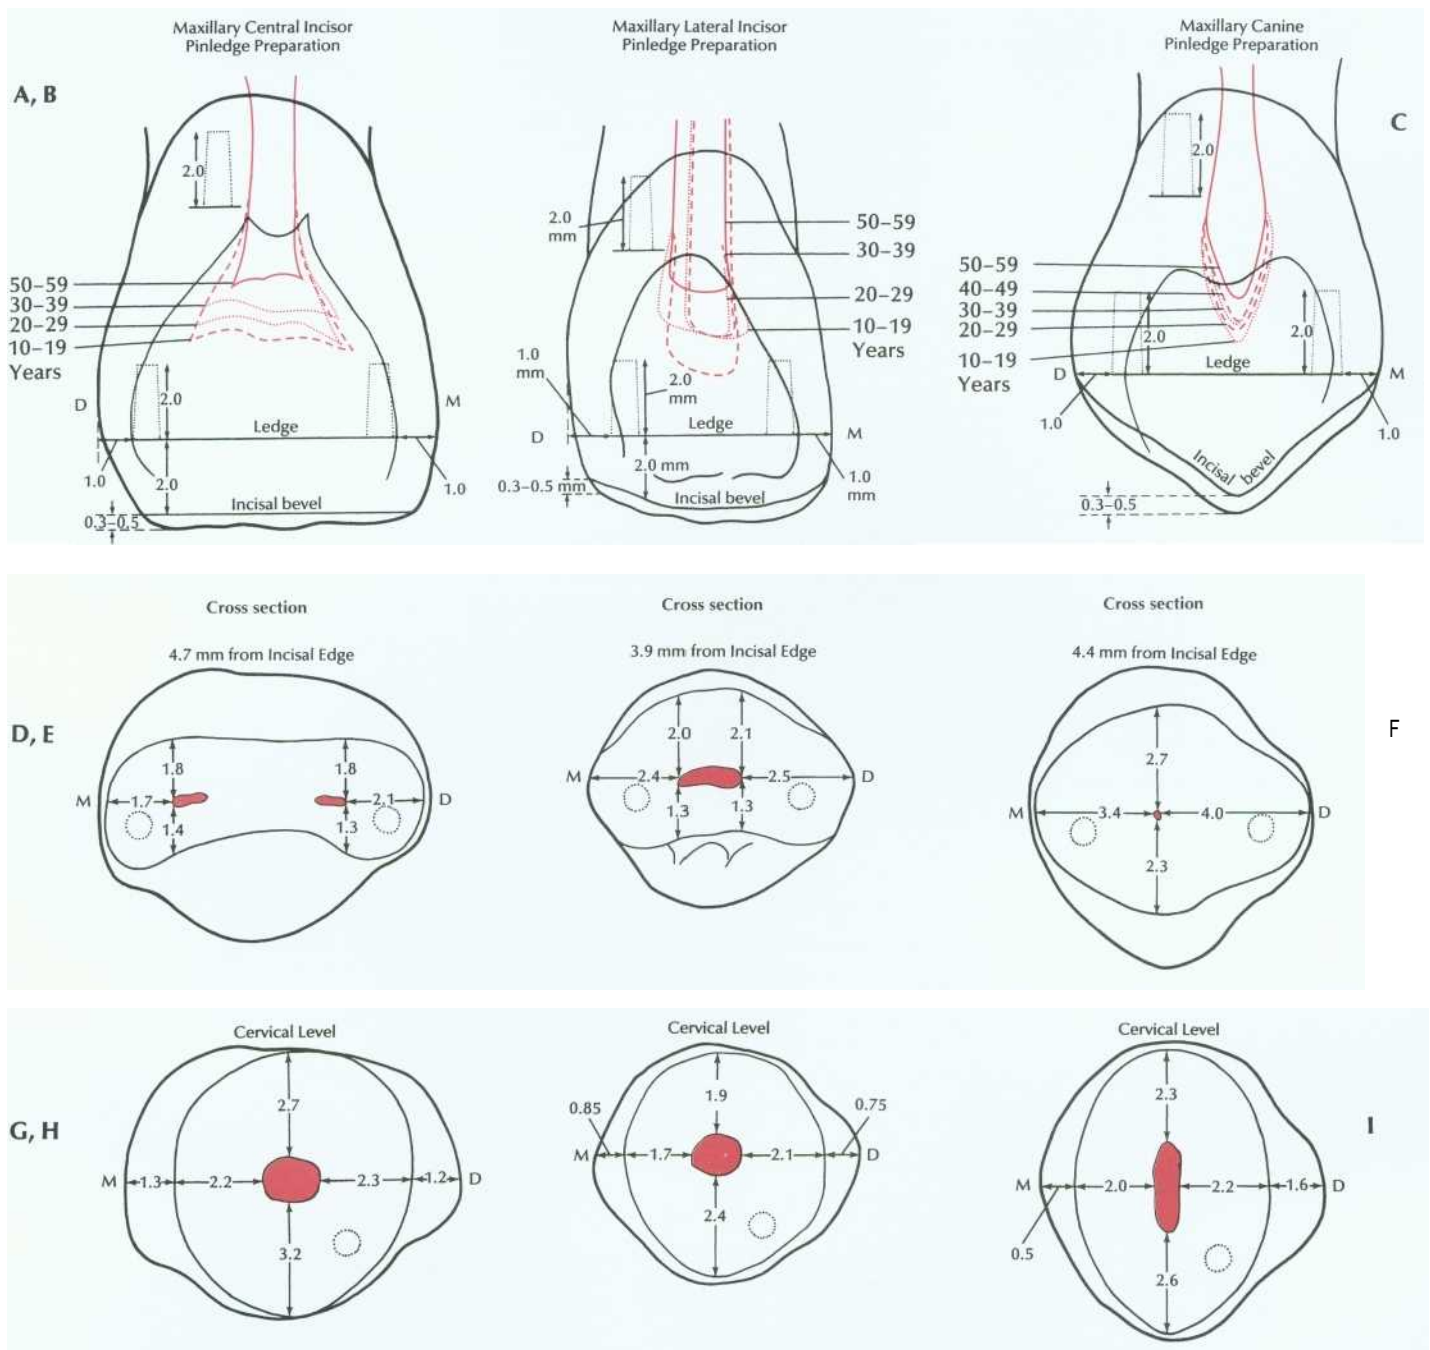 Maxillary Central Incisor
Pinledge Preparation
Maxillary Lateral Incisor
Pinledge Preparation
Maxillary Canine
Pinledge Preparation
A, B
C
2.0
50–59
30–39
20–29
10–19
Years
D
M
2.0
Ledge
1.0
2.0
1.0
Incisal bevel
0.3–0.5
2.0
mm
50–59
30–39
20–29
10–19
Years
1.0
mm
2.0
mm
D
Ledge
M
2.0 mm
1.0
mm
0.3–0.5 mm
Incisal bevel
2.0
50–59
40–49
30–39
20–29
10–19
Years
2.0
2.0
Ledge
D
M
1.0
1.0
Incisal bevel
0.3–0.5
Cross section
4.7 mm from Incisal Edge
Cross section
3.9 mm from Incisal Edge
Cross section
4.4 mm from Incisal Edge
D, E
F
1.8
1.8
M
1.7
2.1
D
1.4
1.3
2.0
2.1
M
2.4
2.5
D
1.3
1.3
2.7
M
3.4
4.0
D
2.3
Cervical Level
Cervical Level
Cervical Level
G, H
I
2.7
M
1.3
2.2
2.3
1.2
D
3.2
1.9
0.85
0.75
M
1.7
2.1
D
2.4
2.3
M
2.0
2.2
1.6
D
0.5
2.6